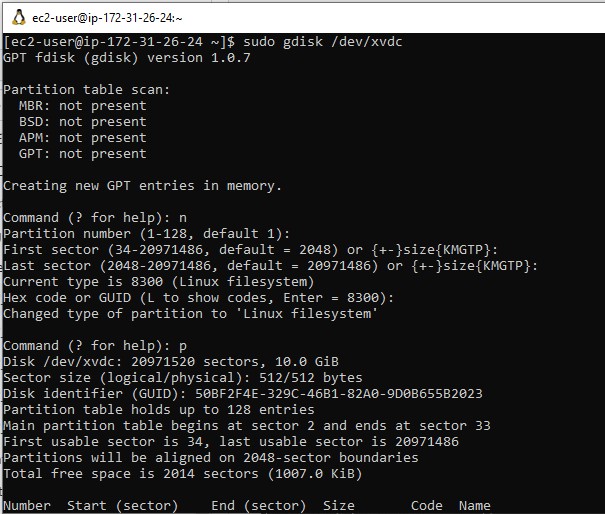 ec2-user@ip-172-31-26-24:~
[ec2-user@ip-172-31-26-24 ~]$ sudo gdisk /dev/xvdc
GPT fdisk (gdisk) version 1.0.7
Partition table scan:
  MBR: not present
  BSD: not present
  APM: not present
  GPT: not present
Creating new GPT entries in memory.
Command (? for help): n
Partition number (1-128, default 1):
First sector (34-20971486, default = 2048) or {+-}size{KMGTP}:
Last sector (2048-20971486, default = 20971486) or {+-}size{KMGTP}:
Current type is 8300 (Linux filesystem)
Hex code or GUID (L to show codes, Enter = 8300):
Changed type of partition to 'Linux filesystem'
Command (? for help): p
Disk /dev/xvdc: 20971520 sectors, 10.0 GiB
Sector size (logical/physical): 512/512 bytes
Disk identifier (GUID): 50BF2F4E-329C-46B1-82A0-9D0B655B2023
Partition table holds up to 128 entries
Main partition table begins at sector 2 and ends at sector 33
First usable sector is 34, last usable sector is 20971486
Partitions will be aligned on 2048-sector boundaries
Total free space is 2014 sectors (1007.0 KiB)
Number  Start (sector)    End (sector)  Size       Code  Name